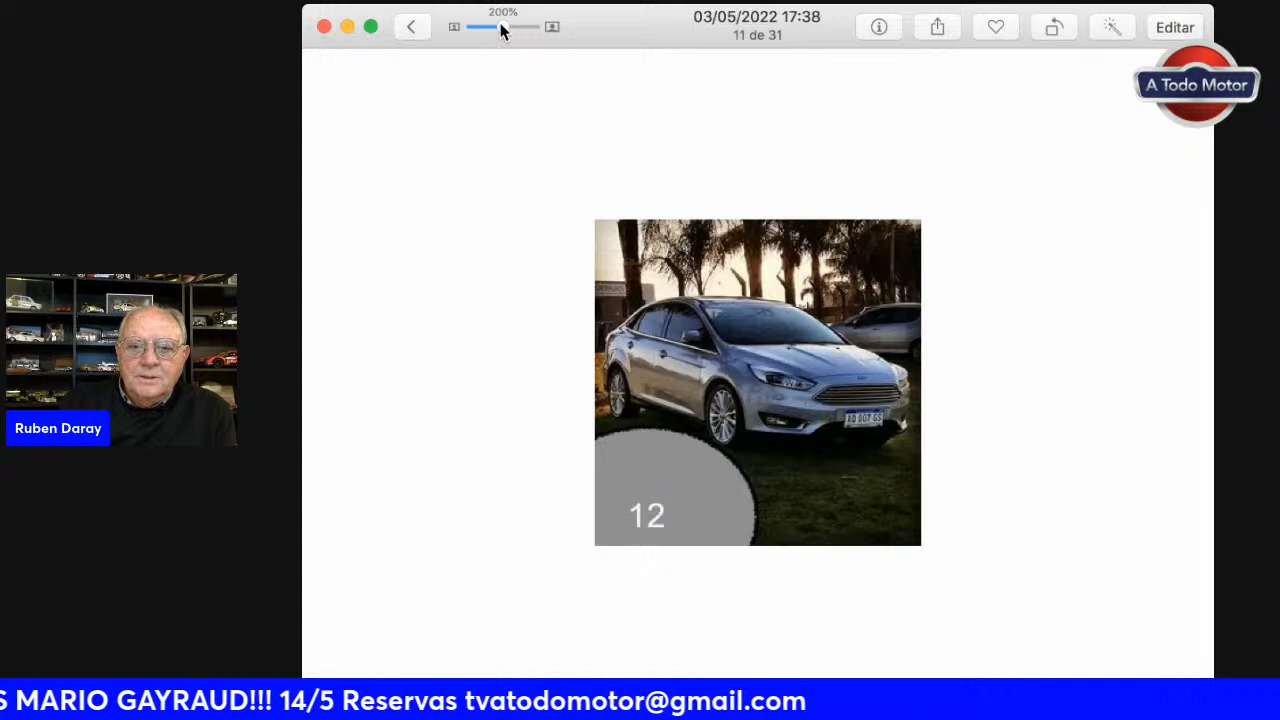 200%
03/05/2022 17:38
11 de 31
Editar
A Todo Motor
12
Ruben Daray
S MARIO GAYRAUD!!! 14/5 Reservas tvatodomotor@gmail.com